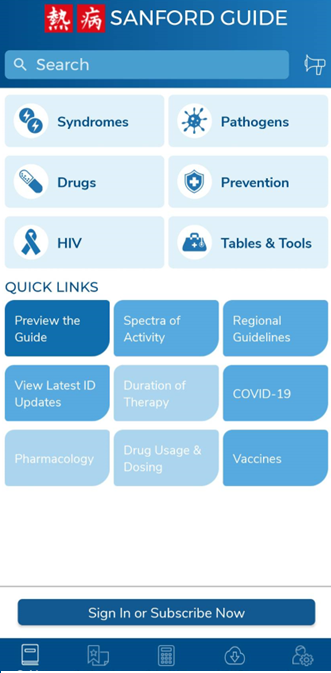 熱 病 SANFORD GUIDE
Search
Syndromes
Pathogens
Drugs
Prevention
HIV
Tables & Tools
QUICK LINKS
Preview the
Guide
Spectra of
Activity
Regional
Guidelines
View Latest ID
Updates
Duration of
Therapy
COVID-19
Pharmacology
Drug Usage &
Dosing
Vaccines
Sign In or Subscribe Now